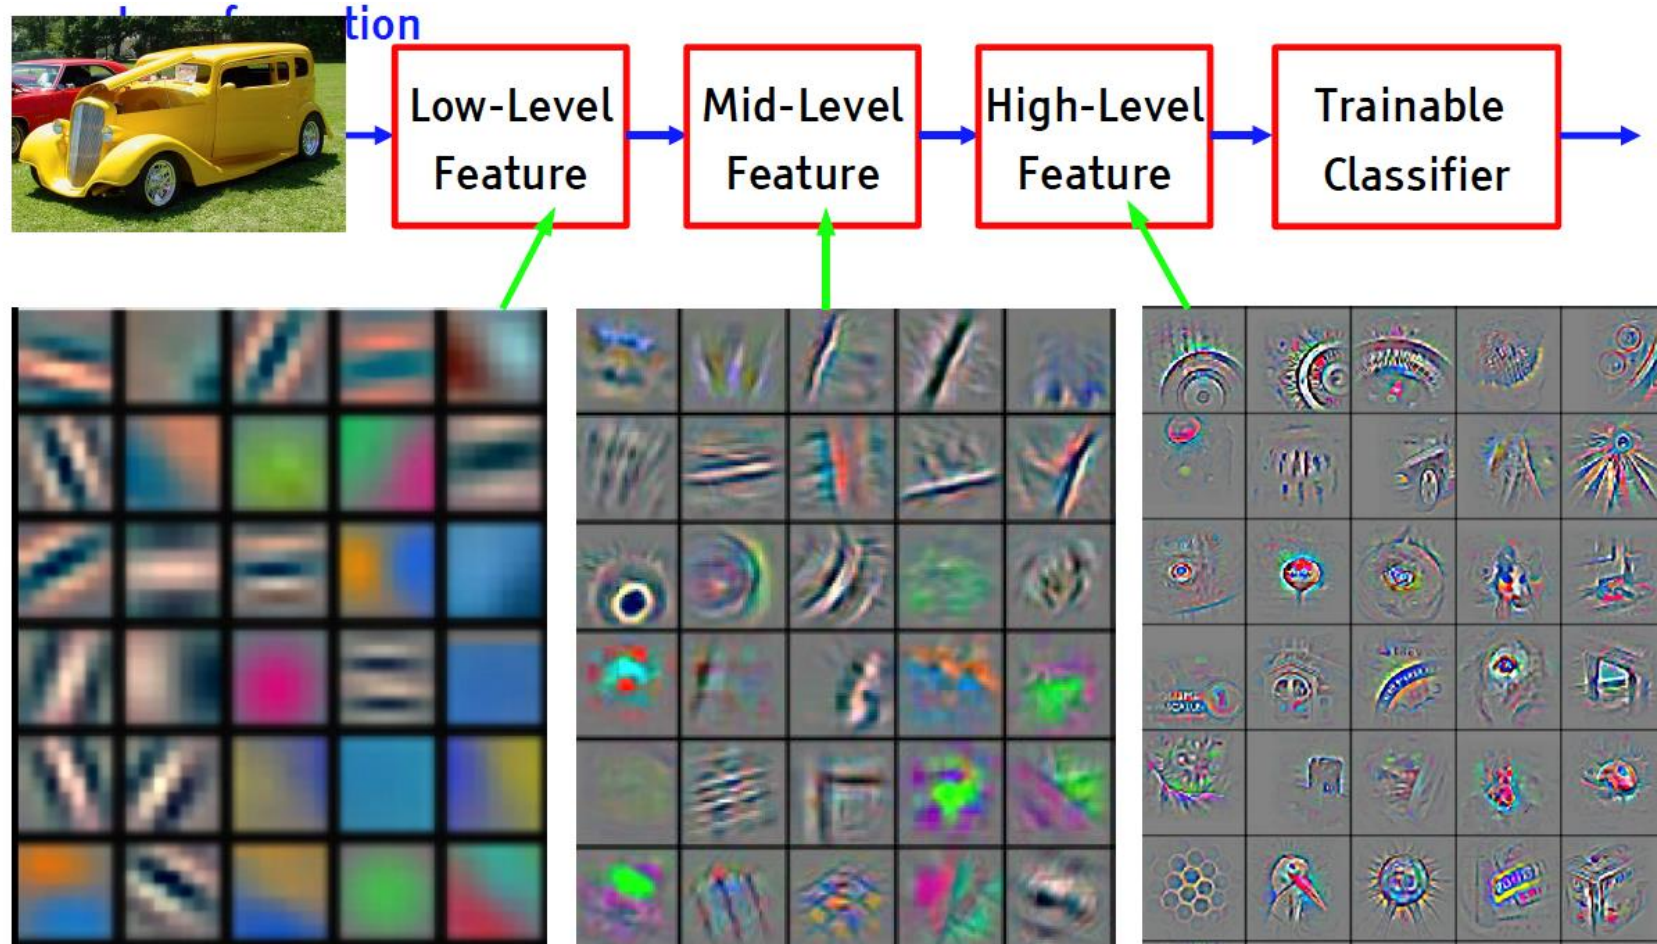 tion
Low-Level
Feature
Mid-Level
Feature
High-Level
Feature
Trainable
Classifier